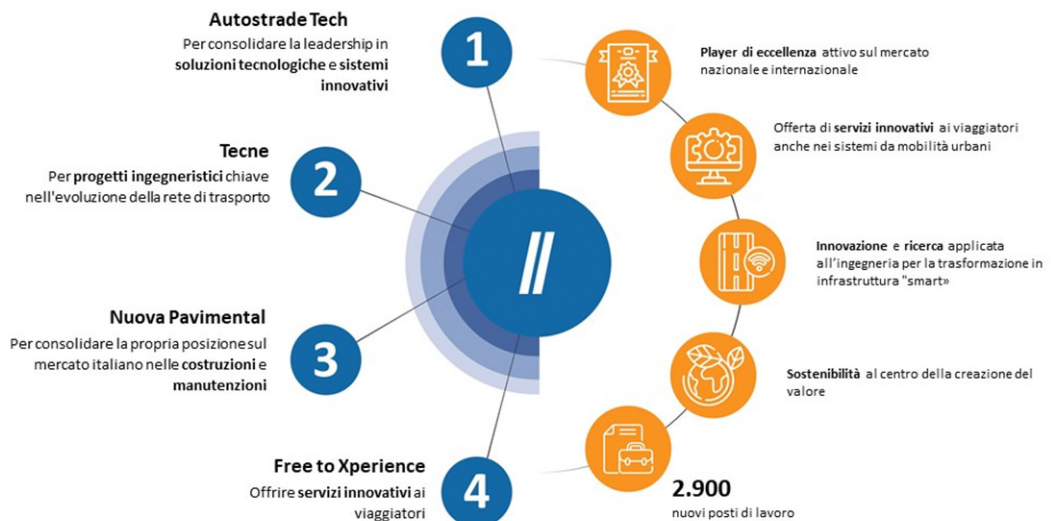 Autostrade Tech
Per consolidare la leadership in
soluzioni tecnologiche e sistemi
innovativi
1
Tecne
Per progetti ingegneristici chiave
nell'evoluzione della rete di trasporto
2
Nuova Pavimental
Per consolidare la propria posizione sul
mercato italiano nelle costruzioni e
manutenzioni
3
Free to Xperience
Offrire servizi innovativi ai
viaggiatori
4
Player di eccellenza attivo sul mercato
nazionale e internazionale
Offerta di servizi innovativi ai viaggiatori
anche nei sistemi da mobilità urbani
Innovazione e ricerca applicata
all’ingegneria per la trasformazione in
infrastruttura "smart»
Sostenibilità al centro della creazione del
valore
2.900
nuovi posti di lavoro